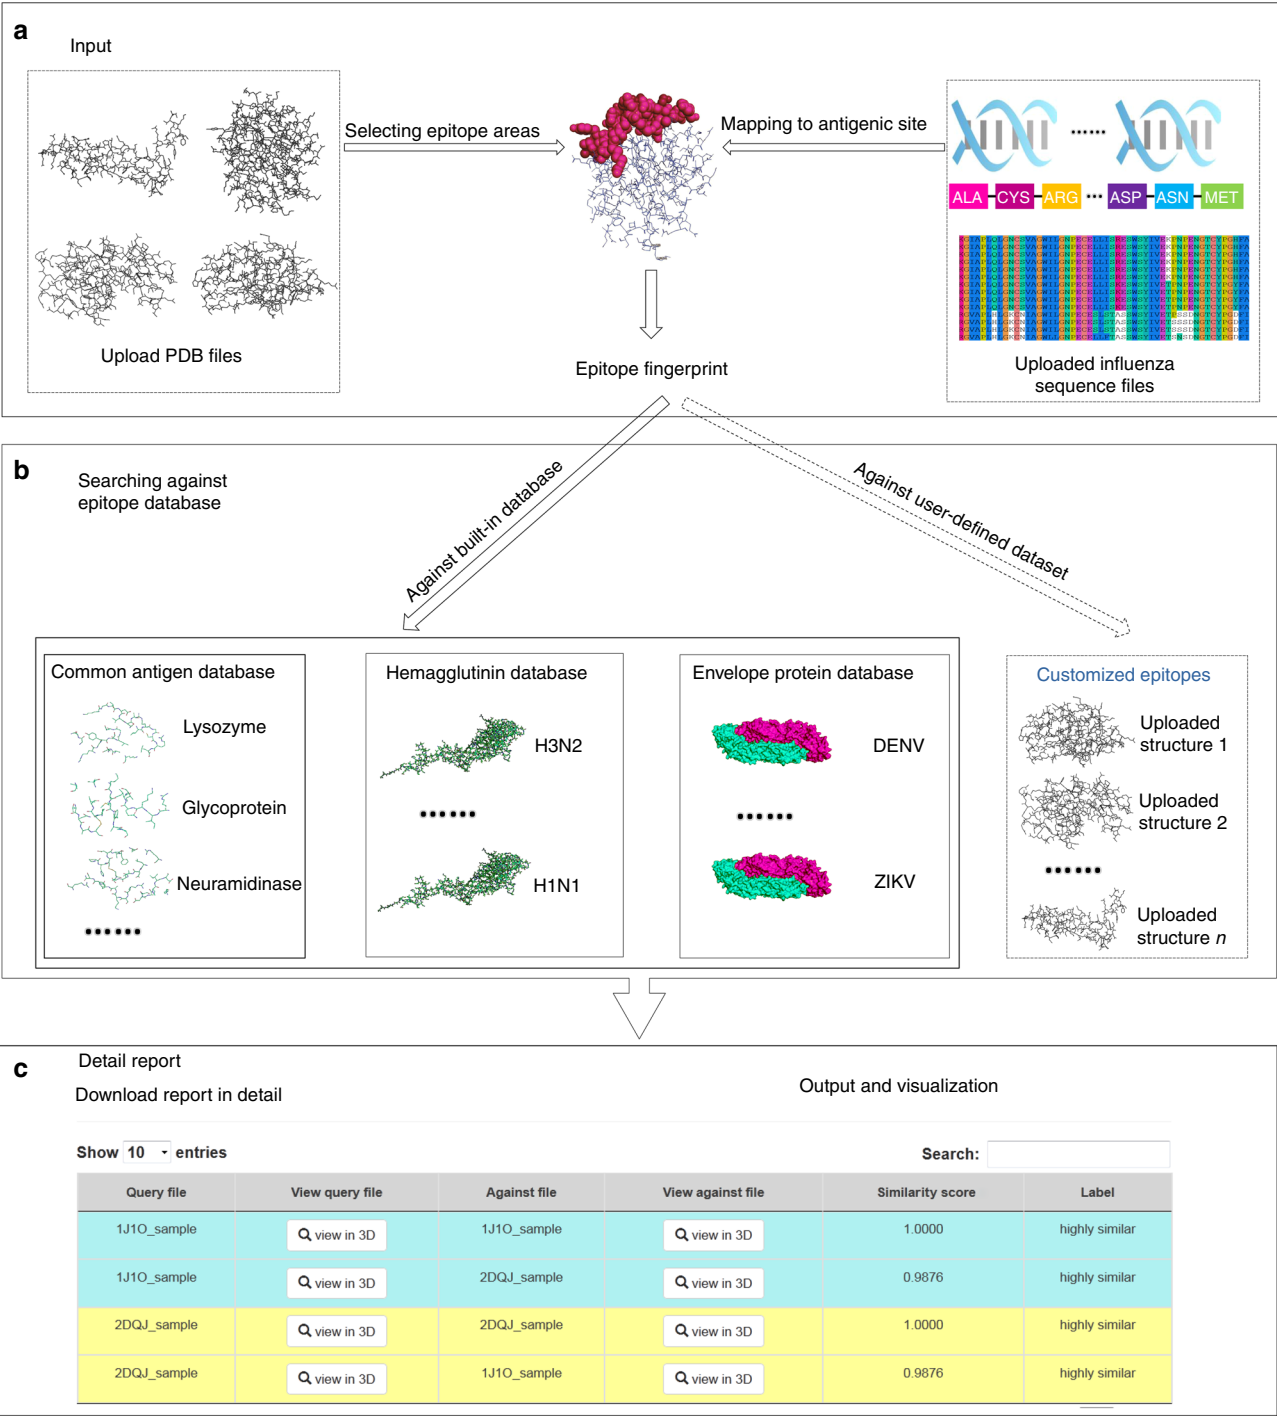 a
Input
Selecting epitope areas
Mapping to antigenic site
ALA CYS ARG ASP ASN MET
Upload PDB files
Epitope fingerprint
Uploaded influenza
sequence files
b
Searching against
epitope database
Against built-in database
Against user-defined dataset
Common antigen database
Lysozyme
Glycoprotein
Neuramidinase
Hemagglutinin database
H3N2
H1N1
Envelope protein database
DENV
ZIKV
Customized epitopes
Uploaded
structure 1
Uploaded
structure 2
Uploaded
structure n
c
Detail report
Download report in detail
Output and visualization
Show 10 entries
Search:
Query file View query file Against file View against file Similarity score Label
1J1O_sample view in 3D 1J1O_sample view in 3D 1.0000 highly similar
1J1O_sample view in 3D 2DQJ_sample view in 3D 0.9876 highly similar
2DQJ_sample view in 3D 2DQJ_sample view in 3D 1.0000 highly similar
2DQJ_sample view in 3D 1J1O_sample view in 3D 0.9876 highly similar